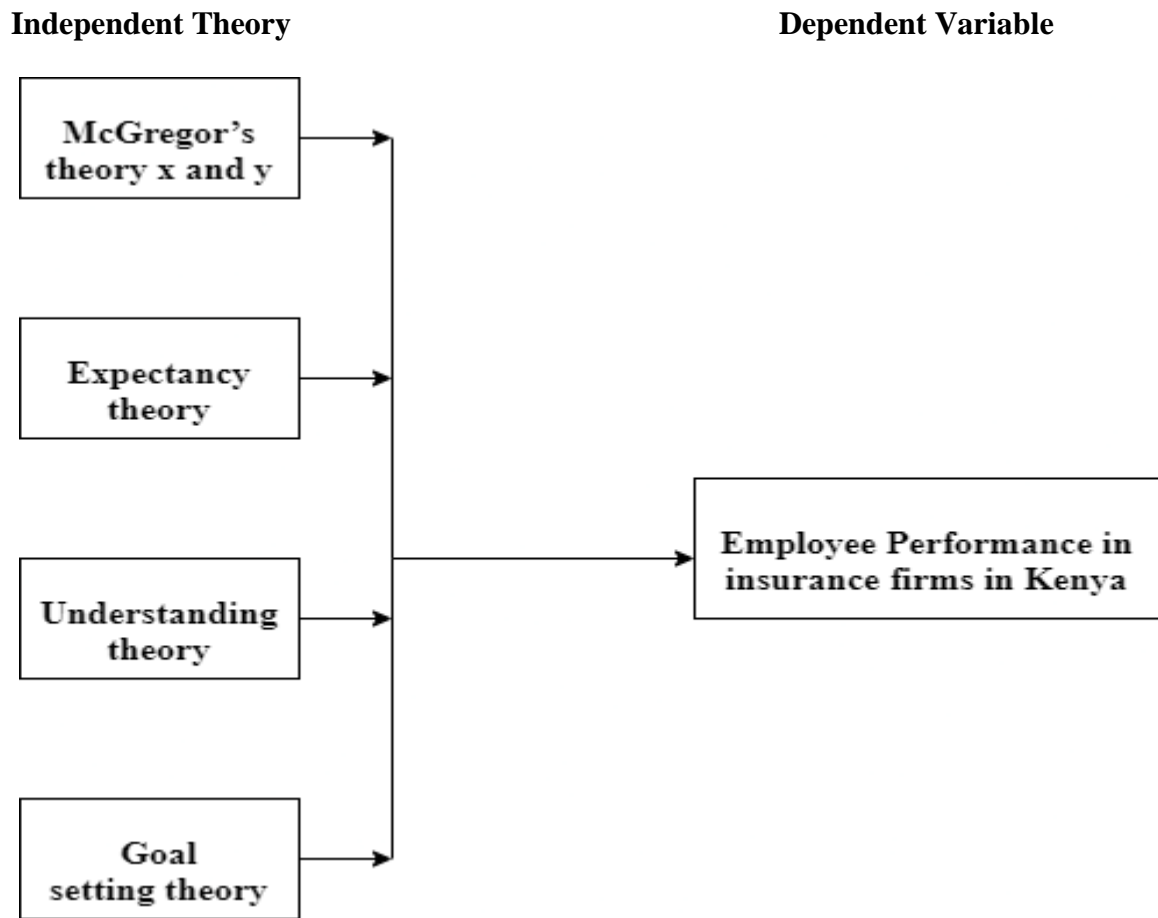 Independent Theory
Dependent Variable
McGregor's
theory x and y
Expectancy
theory
Understanding
theory
Goal
setting theory
Employee Performance in
insurance firms in Kenya